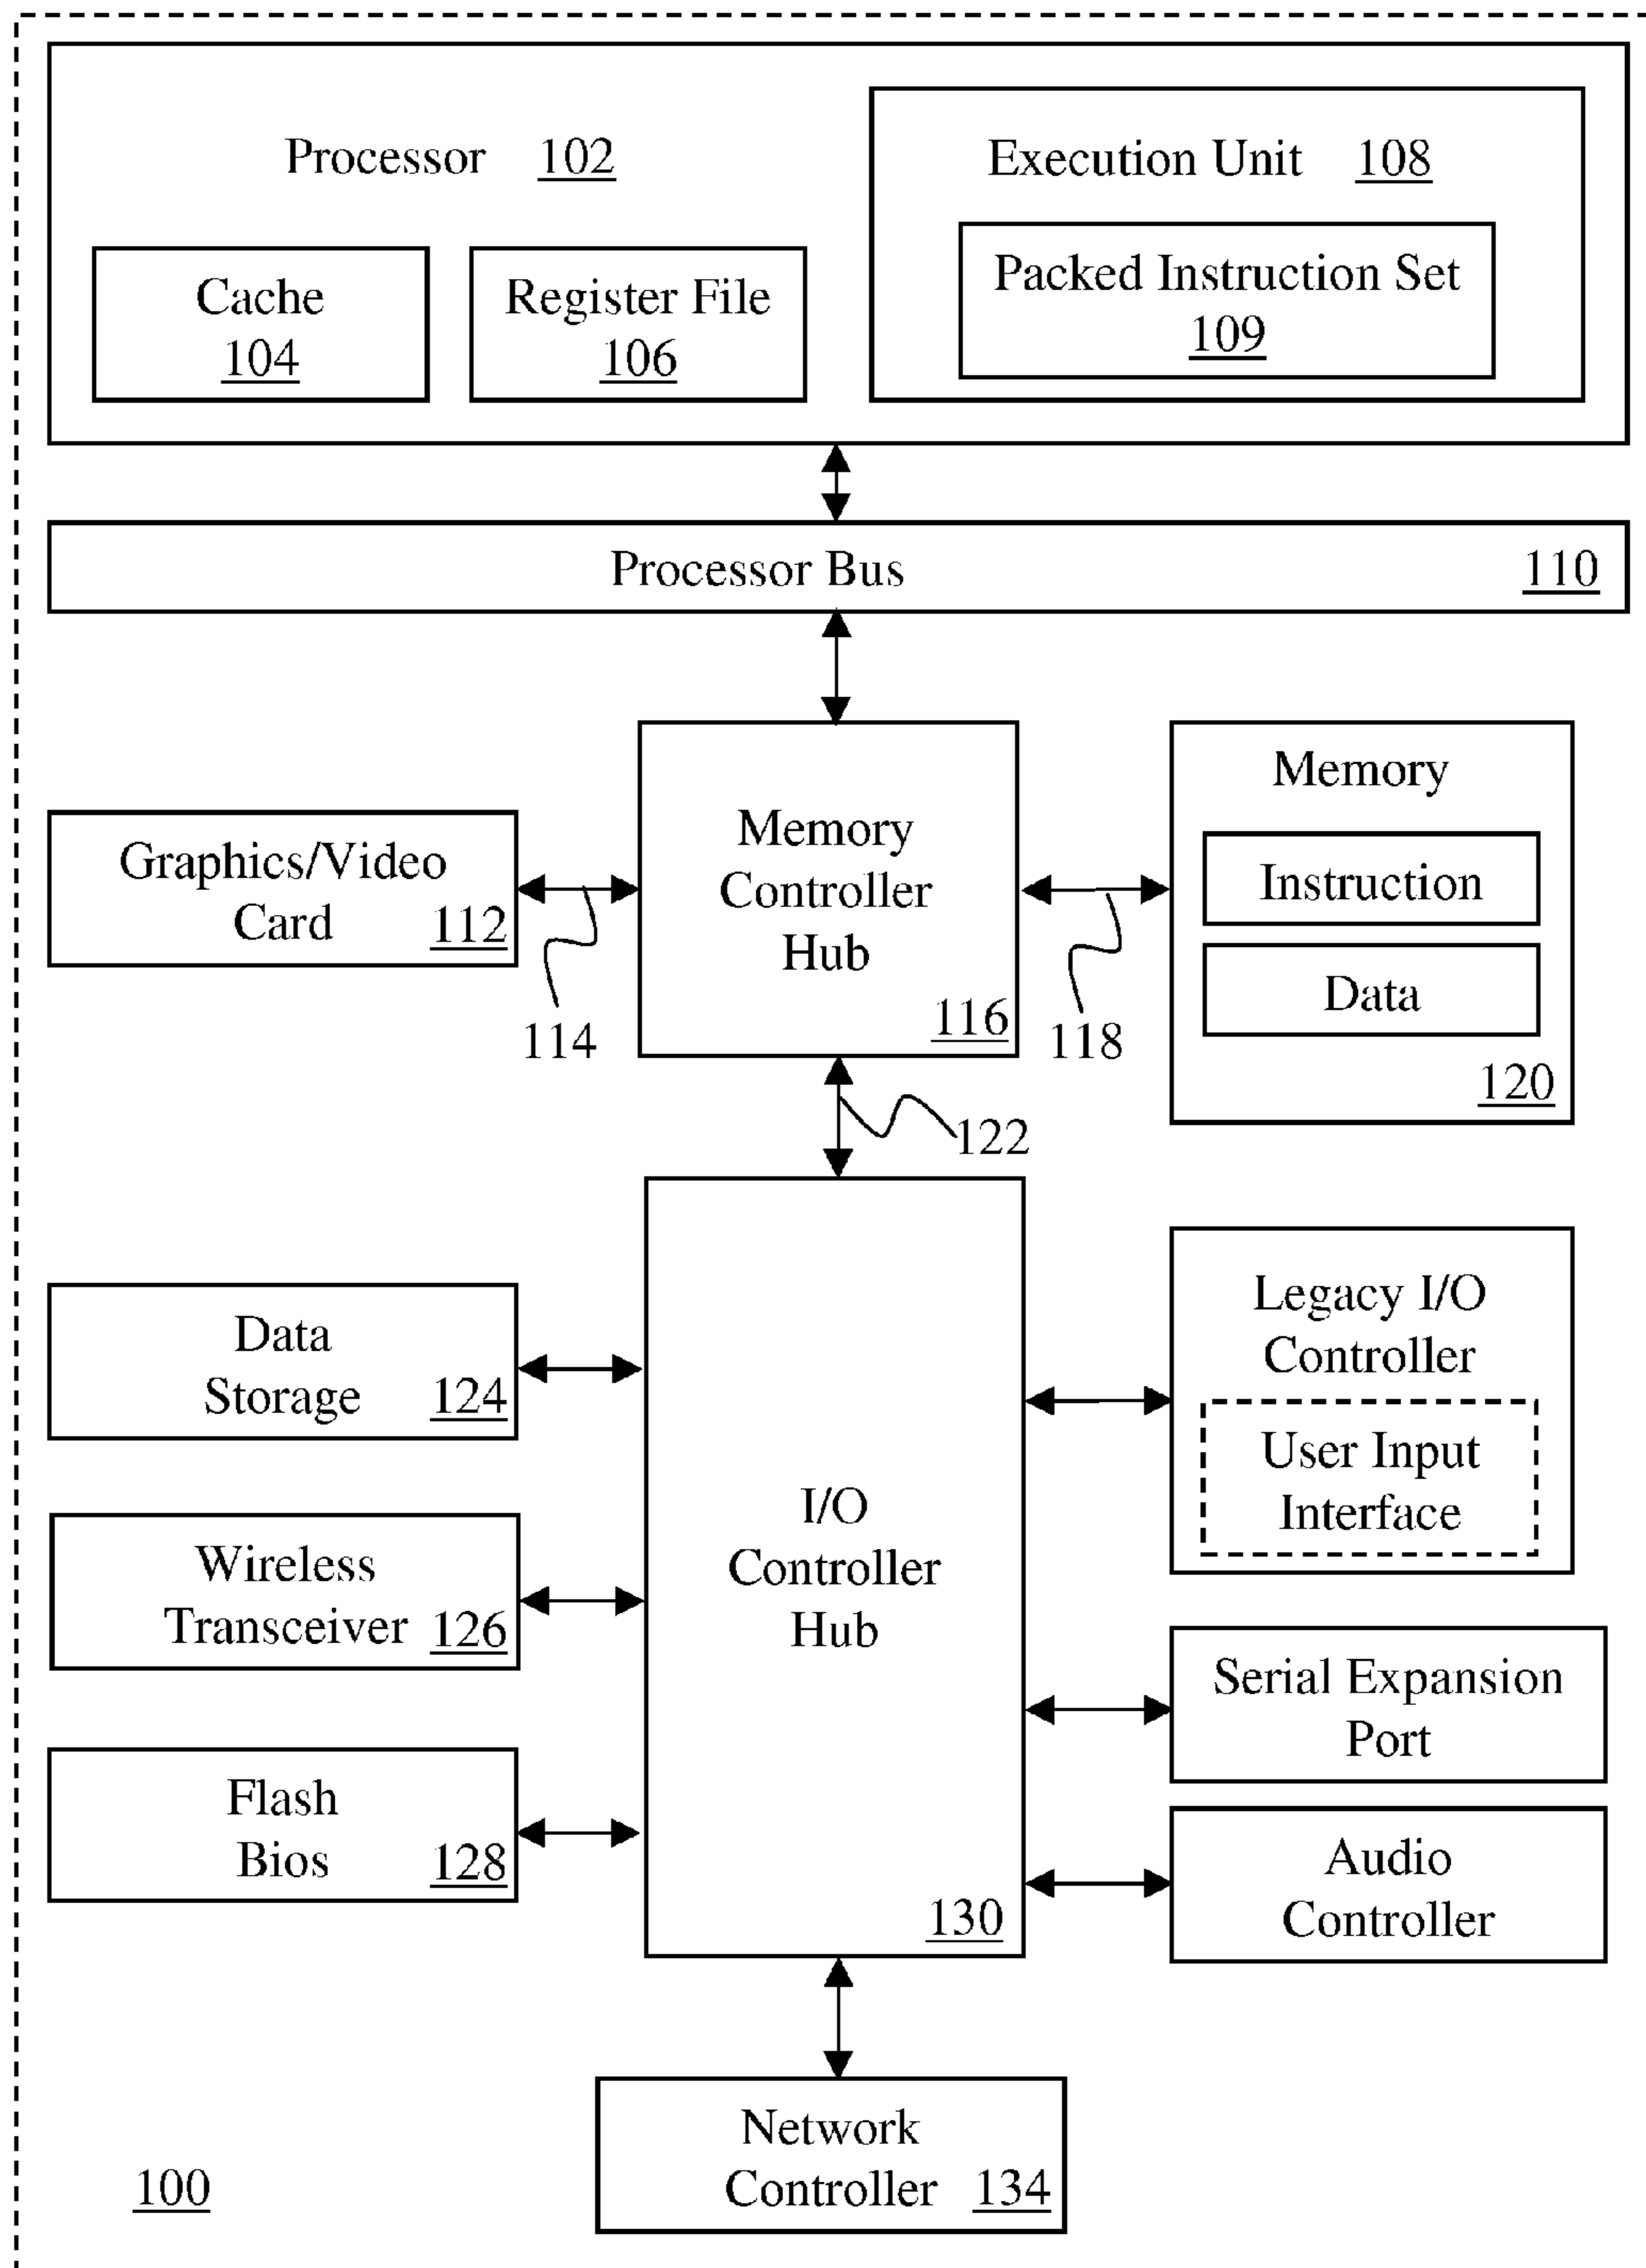 Processor 102
Execution Unit 108
Cache
104
Register File
106
Packed Instruction Set
109
Processor Bus 110
Graphics/Video
Card 112
114
Memory
Controller
Hub
116
118
Memory
Instruction
Data
120
122
Data
Storage 124
Wireless
Transceiver 126
Flash
Bios 128
I/O
Controller
Hub
130
Legacy I/O
Controller
User Input
Interface
Serial Expansion
Port
Audio
Controller
Network
Controller 134
100